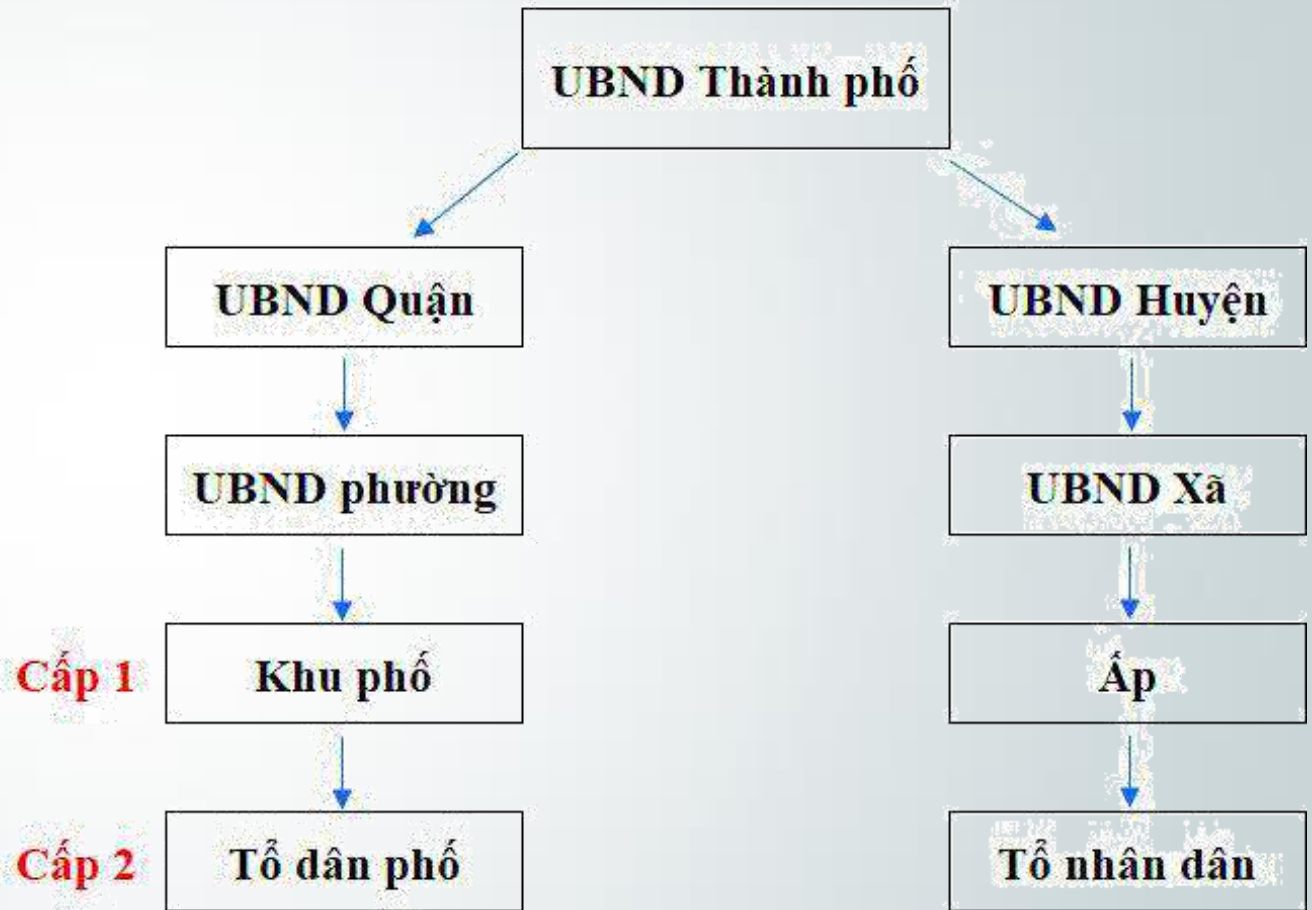 UBND Thành phố
UBND Quận
UBND Huyện
UBND phường
UBND Xã
Cấp 1
Khu phố
Ấp
Cấp 2
Tổ dân phố
Tổ nhân dân